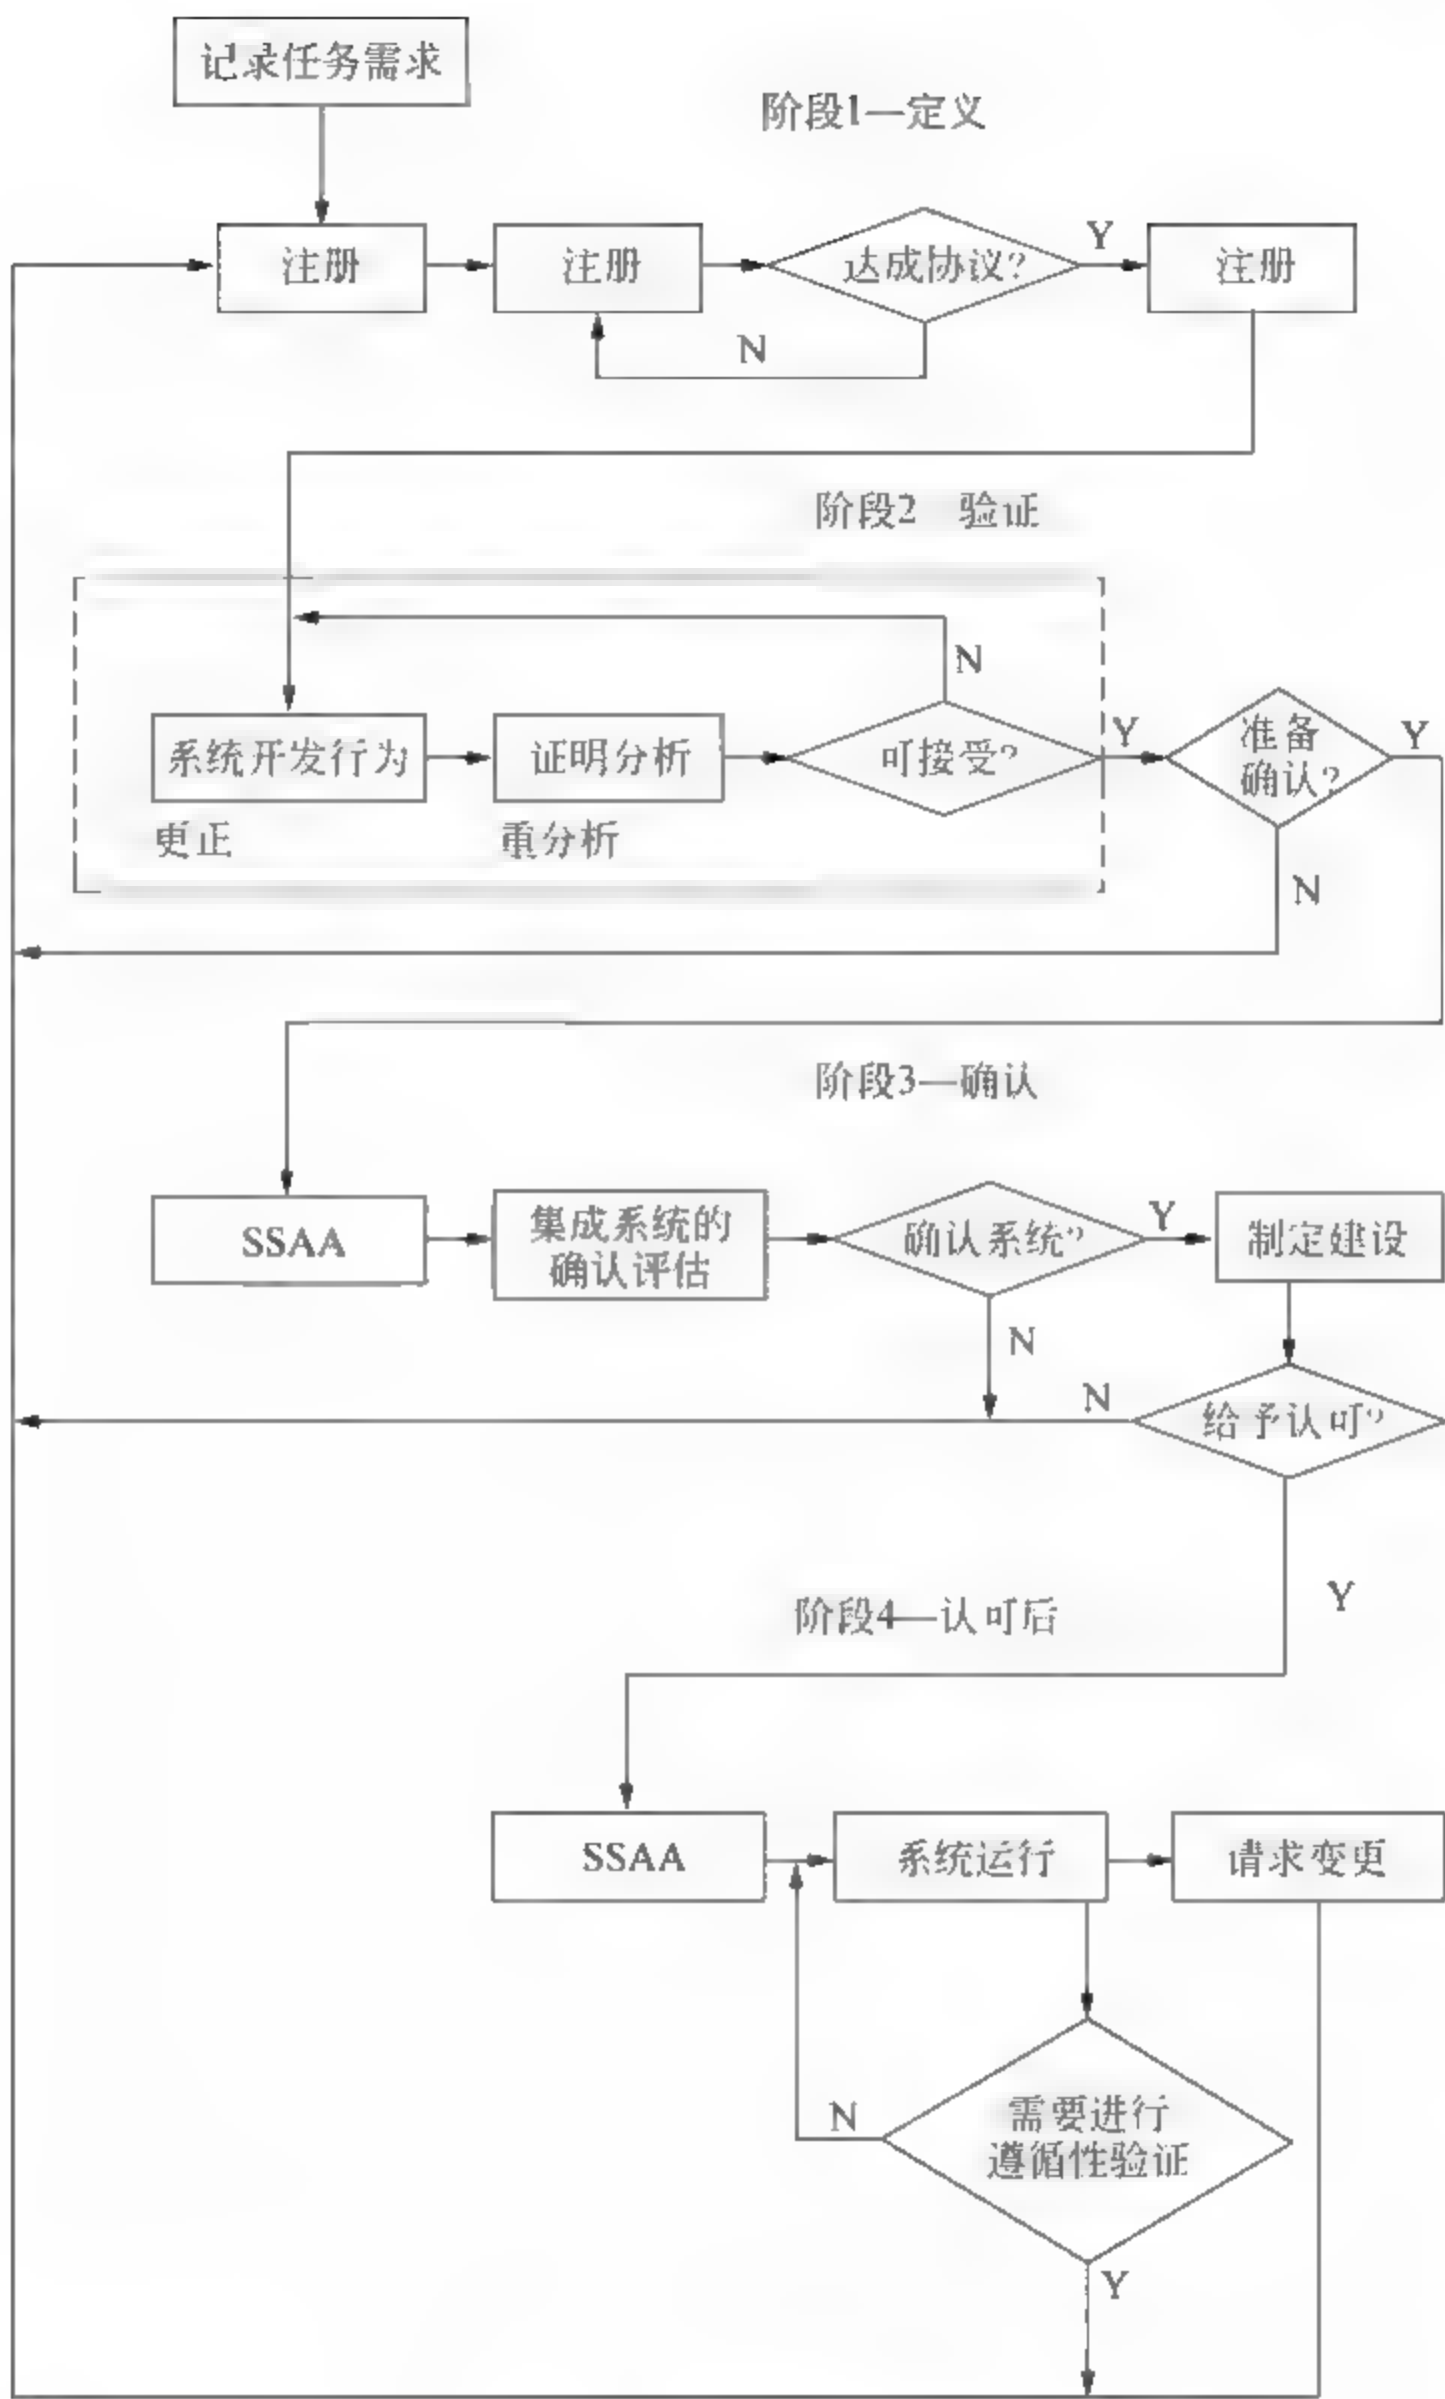 记录任务需求
阶段1—定义
注册
注册
达成协议?
Y
注册
N
阶段2 验证
N
系统开发行为
证明分析
可接受?
Y
准备
确认?
Y
更正
重分析
N
阶段3—确认
SSAA
集成系统的
确认评估
确认系统?
Y
制定建设
N
N
给予认可?
Y
阶段4—认可后
SSAA
系统运行
请求变更
N
需要进行
遵循性验证
Y